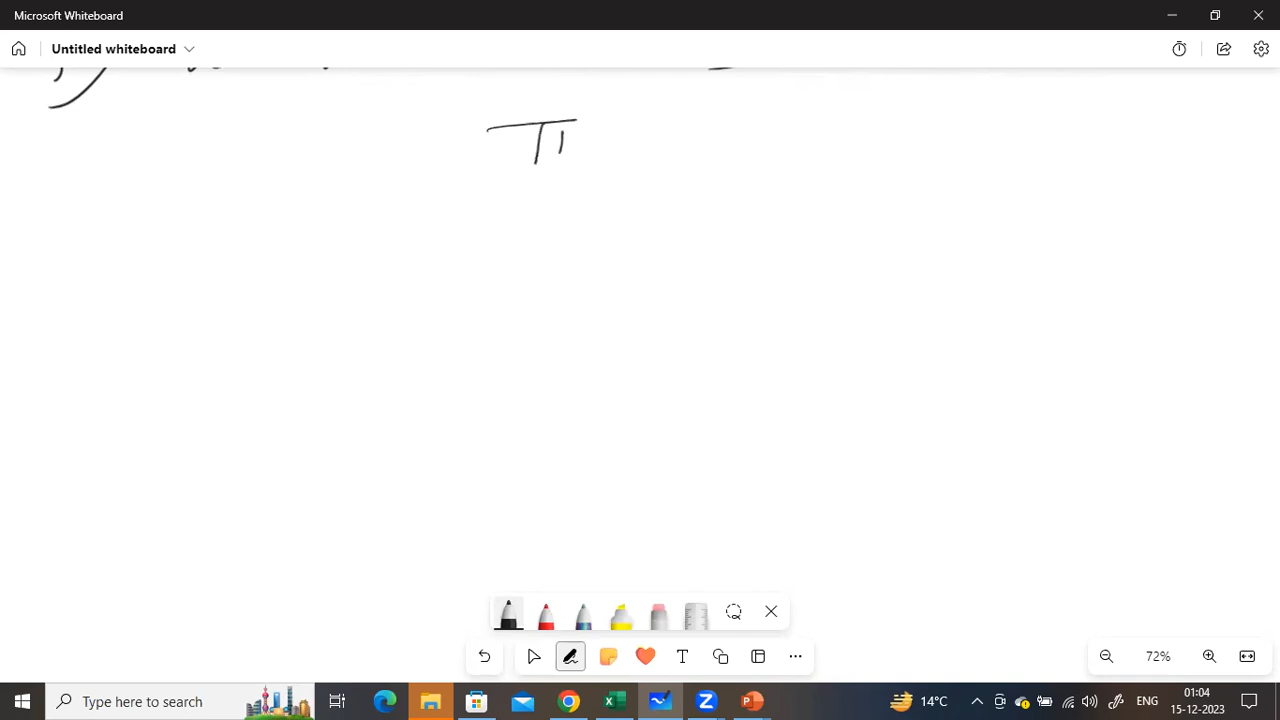 Microsoft Whiteboard
Untitled whiteboard
72%
Type here to search
14°C
ENG
01:04
15-12-2023